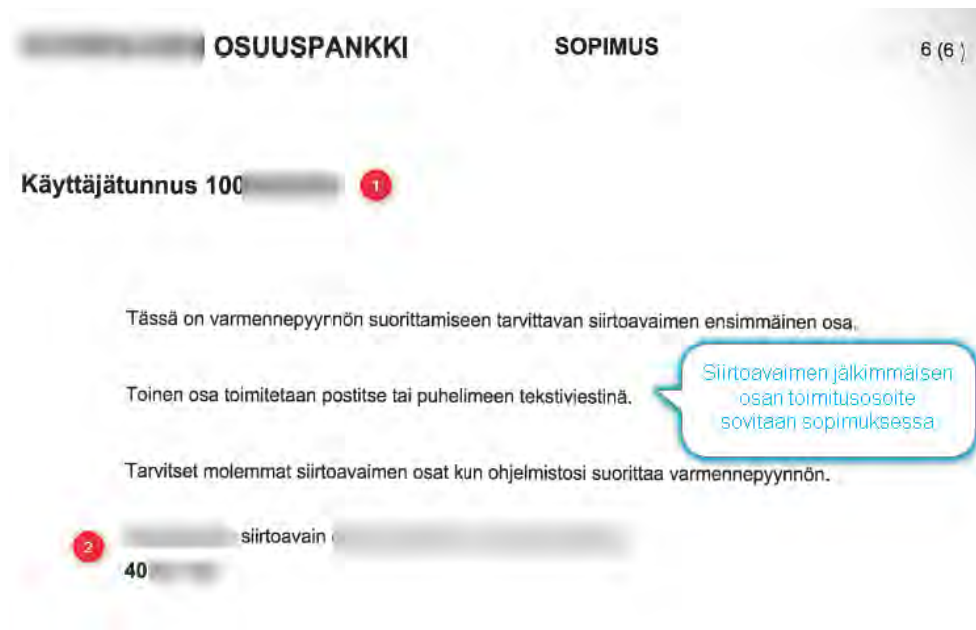 OSUUSPANKKI SOPIMUS 6 (6 )
Käyttäjätunnus 100
1
Tässä on varmennepyynnön suorittamiseen tarvittavan siirtoavaimen ensimmäinen osa.
Toinen osa toimitetaan postitse tai puhelimeen tekstiviestinä.
Siirtoavaimen jälkimmäisen
osan toimitusosoite
sovitaan sopimuksessa
Tarvitset molemmat siirtoavaimen osat kun ohjelmistosi suorittaa varmennepyynnön.
2
siirtoavain
40